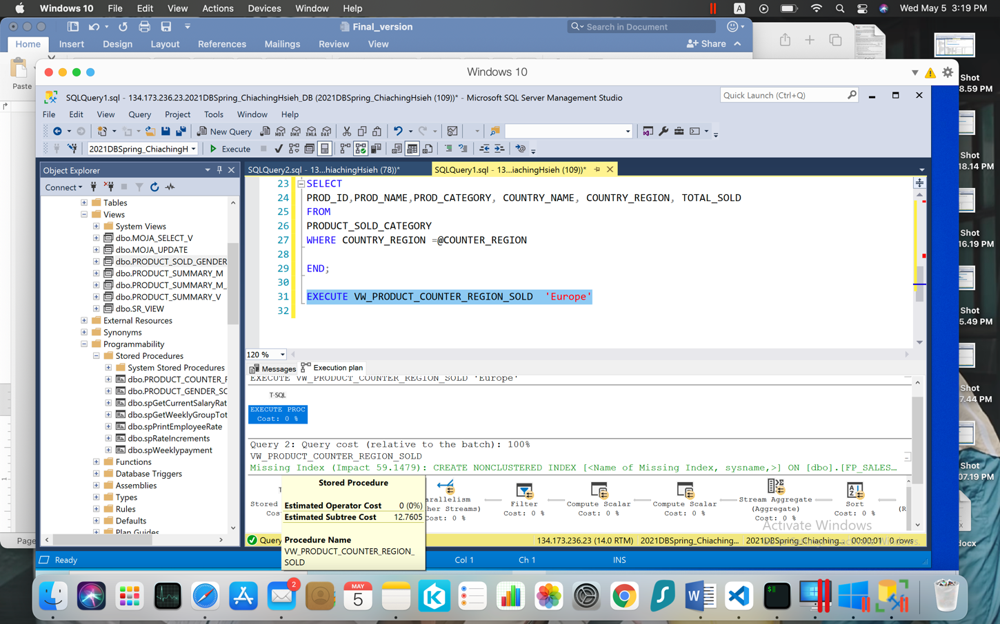 Windows 10 File Edit View Actions Devices Window Help
A
Wed May 5 3:19 PM
Final_version
Search in Document
Home Insert Design Layout References Mailings Review View
Share
Paste
Windows 10
Shot
8.59 PM
SQLQuery1.sql - 134.173.236.23.2021DBSpring_ChiachingHsieh_DB (2021DBSpring_ChiachingHsieh (109))* - Microsoft SQL Server Management Studio
Quick Launch (Ctrl+Q)
File Edit View Query Project Tools Window Help
New Query
MDX DMX XMLA DAX
2021DBSpring_ChiachingH
Execute
Object Explorer
Connect
Tables
Views
System Views
dbo.MOJA_SELECT_V
dbo.MOJA_UPDATE
dbo.PRODUCT_SOLD_GENDER
dbo.PRODUCT_SUMMARY_M
dbo.PRODUCT_SUMMARY_M_
dbo.PRODUCT_SUMMARY_V
dbo.SR_VIEW
External Resources
Synonyms
Programmability
Stored Procedures
System Stored Procedures
dbo.PRODUCT_COUNTER_F
dbo.PRODUCT_GENDER_SC
dbo.spGetCurrentSalaryRat
dbo.spGetWeeklyGroupTot
dbo.spPrintEmployeeRate
dbo.spRateIncrements
dbo.spWeeklypayment
Functions
Database Triggers
Assemblies
Types
Rules
Defaults
Plan Guides
SQLQuery2.sql - 13...hiachingHsieh (78))*
SQLQuery1.sql - 13...iachingHsieh (109))*
23 SELECT
24 PROD_ID,PROD_NAME,PROD_CATEGORY, COUNTRY_NAME, COUNTRY_REGION, TOTAL_SOLD
25 FROM
26 PRODUCT_SOLD_CATEGORY
27 WHERE COUNTRY_REGION =@COUNTER_REGION
28
29 END;
30
31 EXECUTE VW_PRODUCT_COUNTER_REGION_SOLD 'Europe'
32
120 %
Messages
Execution plan
EXECUTE VW_PRODUCT_COUNTER_REGION_SOLD 'Europe'
T-SQL
EXECUTE PROC
Cost: 0 %
Query 2: Query cost (relative to the batch): 100%
VW_PRODUCT_COUNTER_REGION_SOLD
Missing Index (Impact 59.1479): CREATE NONCLUSTERED INDEX [<Name of Missing Index, sysname,>] ON [dbo].[FP_SALES...
Stored
Cos
Stored Procedure
Estimated Operator Cost 0 (0%)
Estimated Subtree Cost 12.7605
Procedure Name
VW_PRODUCT_COUNTER_REGION_
SOLD
arallelism
her Streams)
Cost: 0 %
Filter
Cost: 0 %
Compute Scalar
Cost: 0 %
Compute Scalar
Cost: 0 %
Stream Aggregate
(Aggregate)
Cost: 0 %
Sort
Cost: 0 %
(R
Activate Windows
Query
134.173.236.23 (14.0 RTM)
2021DBSpring_Chiaching...
2021DBSpring_Chiaching...
00:00:01
0 rows
Ready
Col 1
Ch 1
INS
Page
Shot
18.14 PM
Shot
16.19 PM
Shot
5.49 PM
Shot
7.44 PM
Shot
07.19 PM
ocx
2
MAY
5